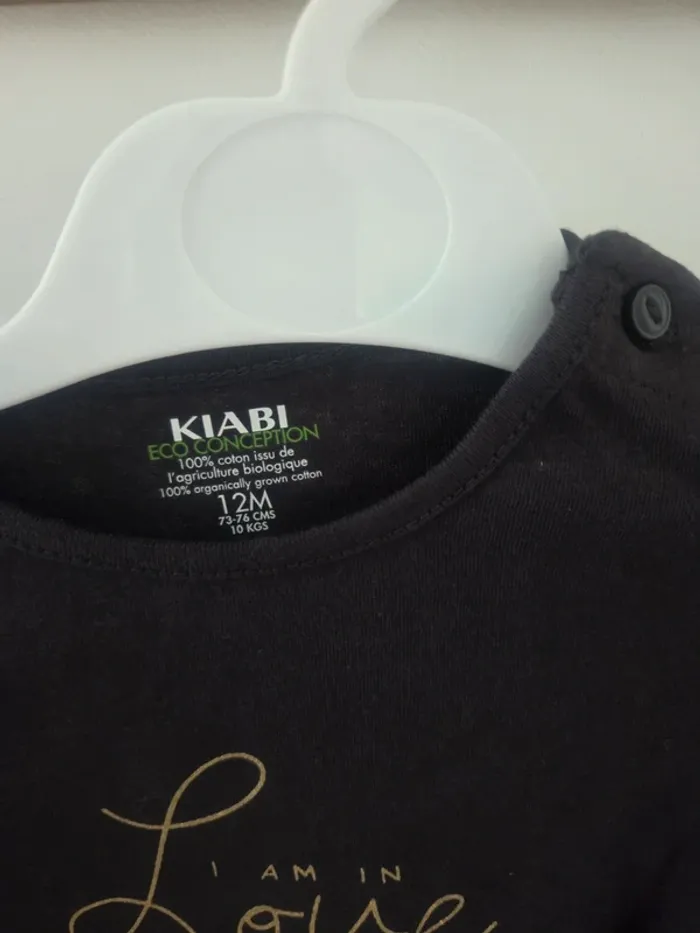 KIABI
ECO CONCEPTION
100% coton issu de
l'agriculture biologique
100% organically grown cotton
12M
73-76 CMS
10 KGS
I AM IN
Love